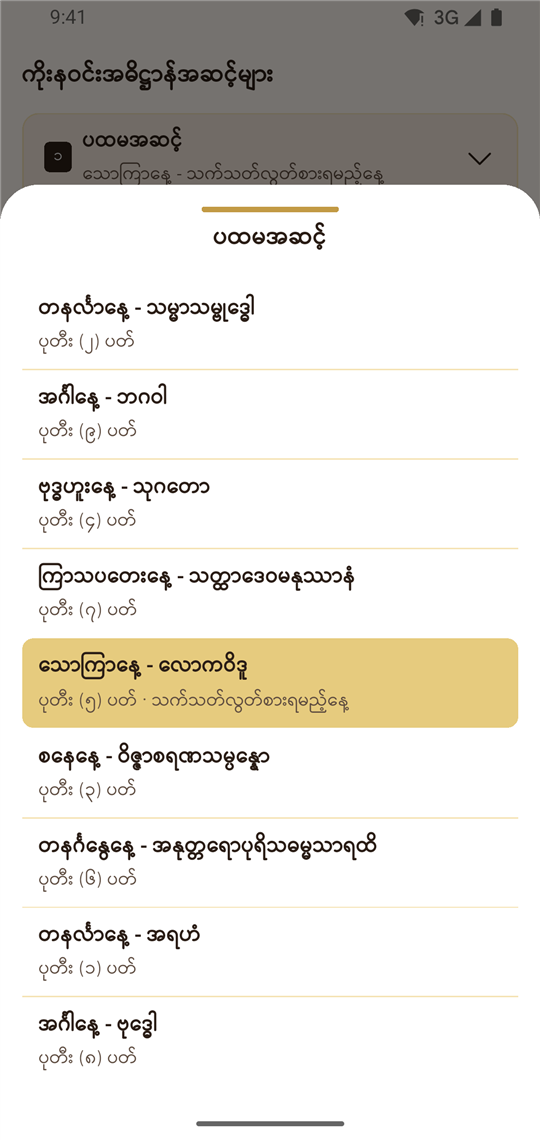 9:41
3G
ကိုးနဝင်းအဓိဋ္ဌာန်အဆင့်များ
၁
ပထမအဆင့်
သောကြာနေ့ - သက်သတ်လွတ်စားရမည့်နေ့
ပထမအဆင့်
တနင်္လာနေ့ - သမ္မာသမ္ဗုဒ္ဓေါ
ပုတီး (၂) ပတ်
အင်္ဂါနေ့ - ဘဂဝါ
ပုတီး (၉) ပတ်
ဗုဒ္ဓဟူးနေ့ - သုဂတော
ပုတီး (၄) ပတ်
ကြာသပတေးနေ့ - သတ္ထာဒေဝမနုဿာနံ
ပုတီး (၇) ပတ်
သောကြာနေ့ - လောကဝိဒူ
ပုတီး (၅) ပတ် · သက်သတ်လွတ်စားရမည့်နေ့
စနေနေ့ - ဝိဇ္ဇာစရဏသမ္ပန္နော
ပုတီး (၃) ပတ်
တနင်္ဂနွေနေ့ - အနုတ္တရောပုရိသဓမ္မသာရထိ
ပုတီး (၆) ပတ်
တနင်္လာနေ့ - အရဟံ
ပုတီး (၁) ပတ်
အင်္ဂါနေ့ - ဗုဒ္ဓေါ
ပုတီး (၈) ပတ်